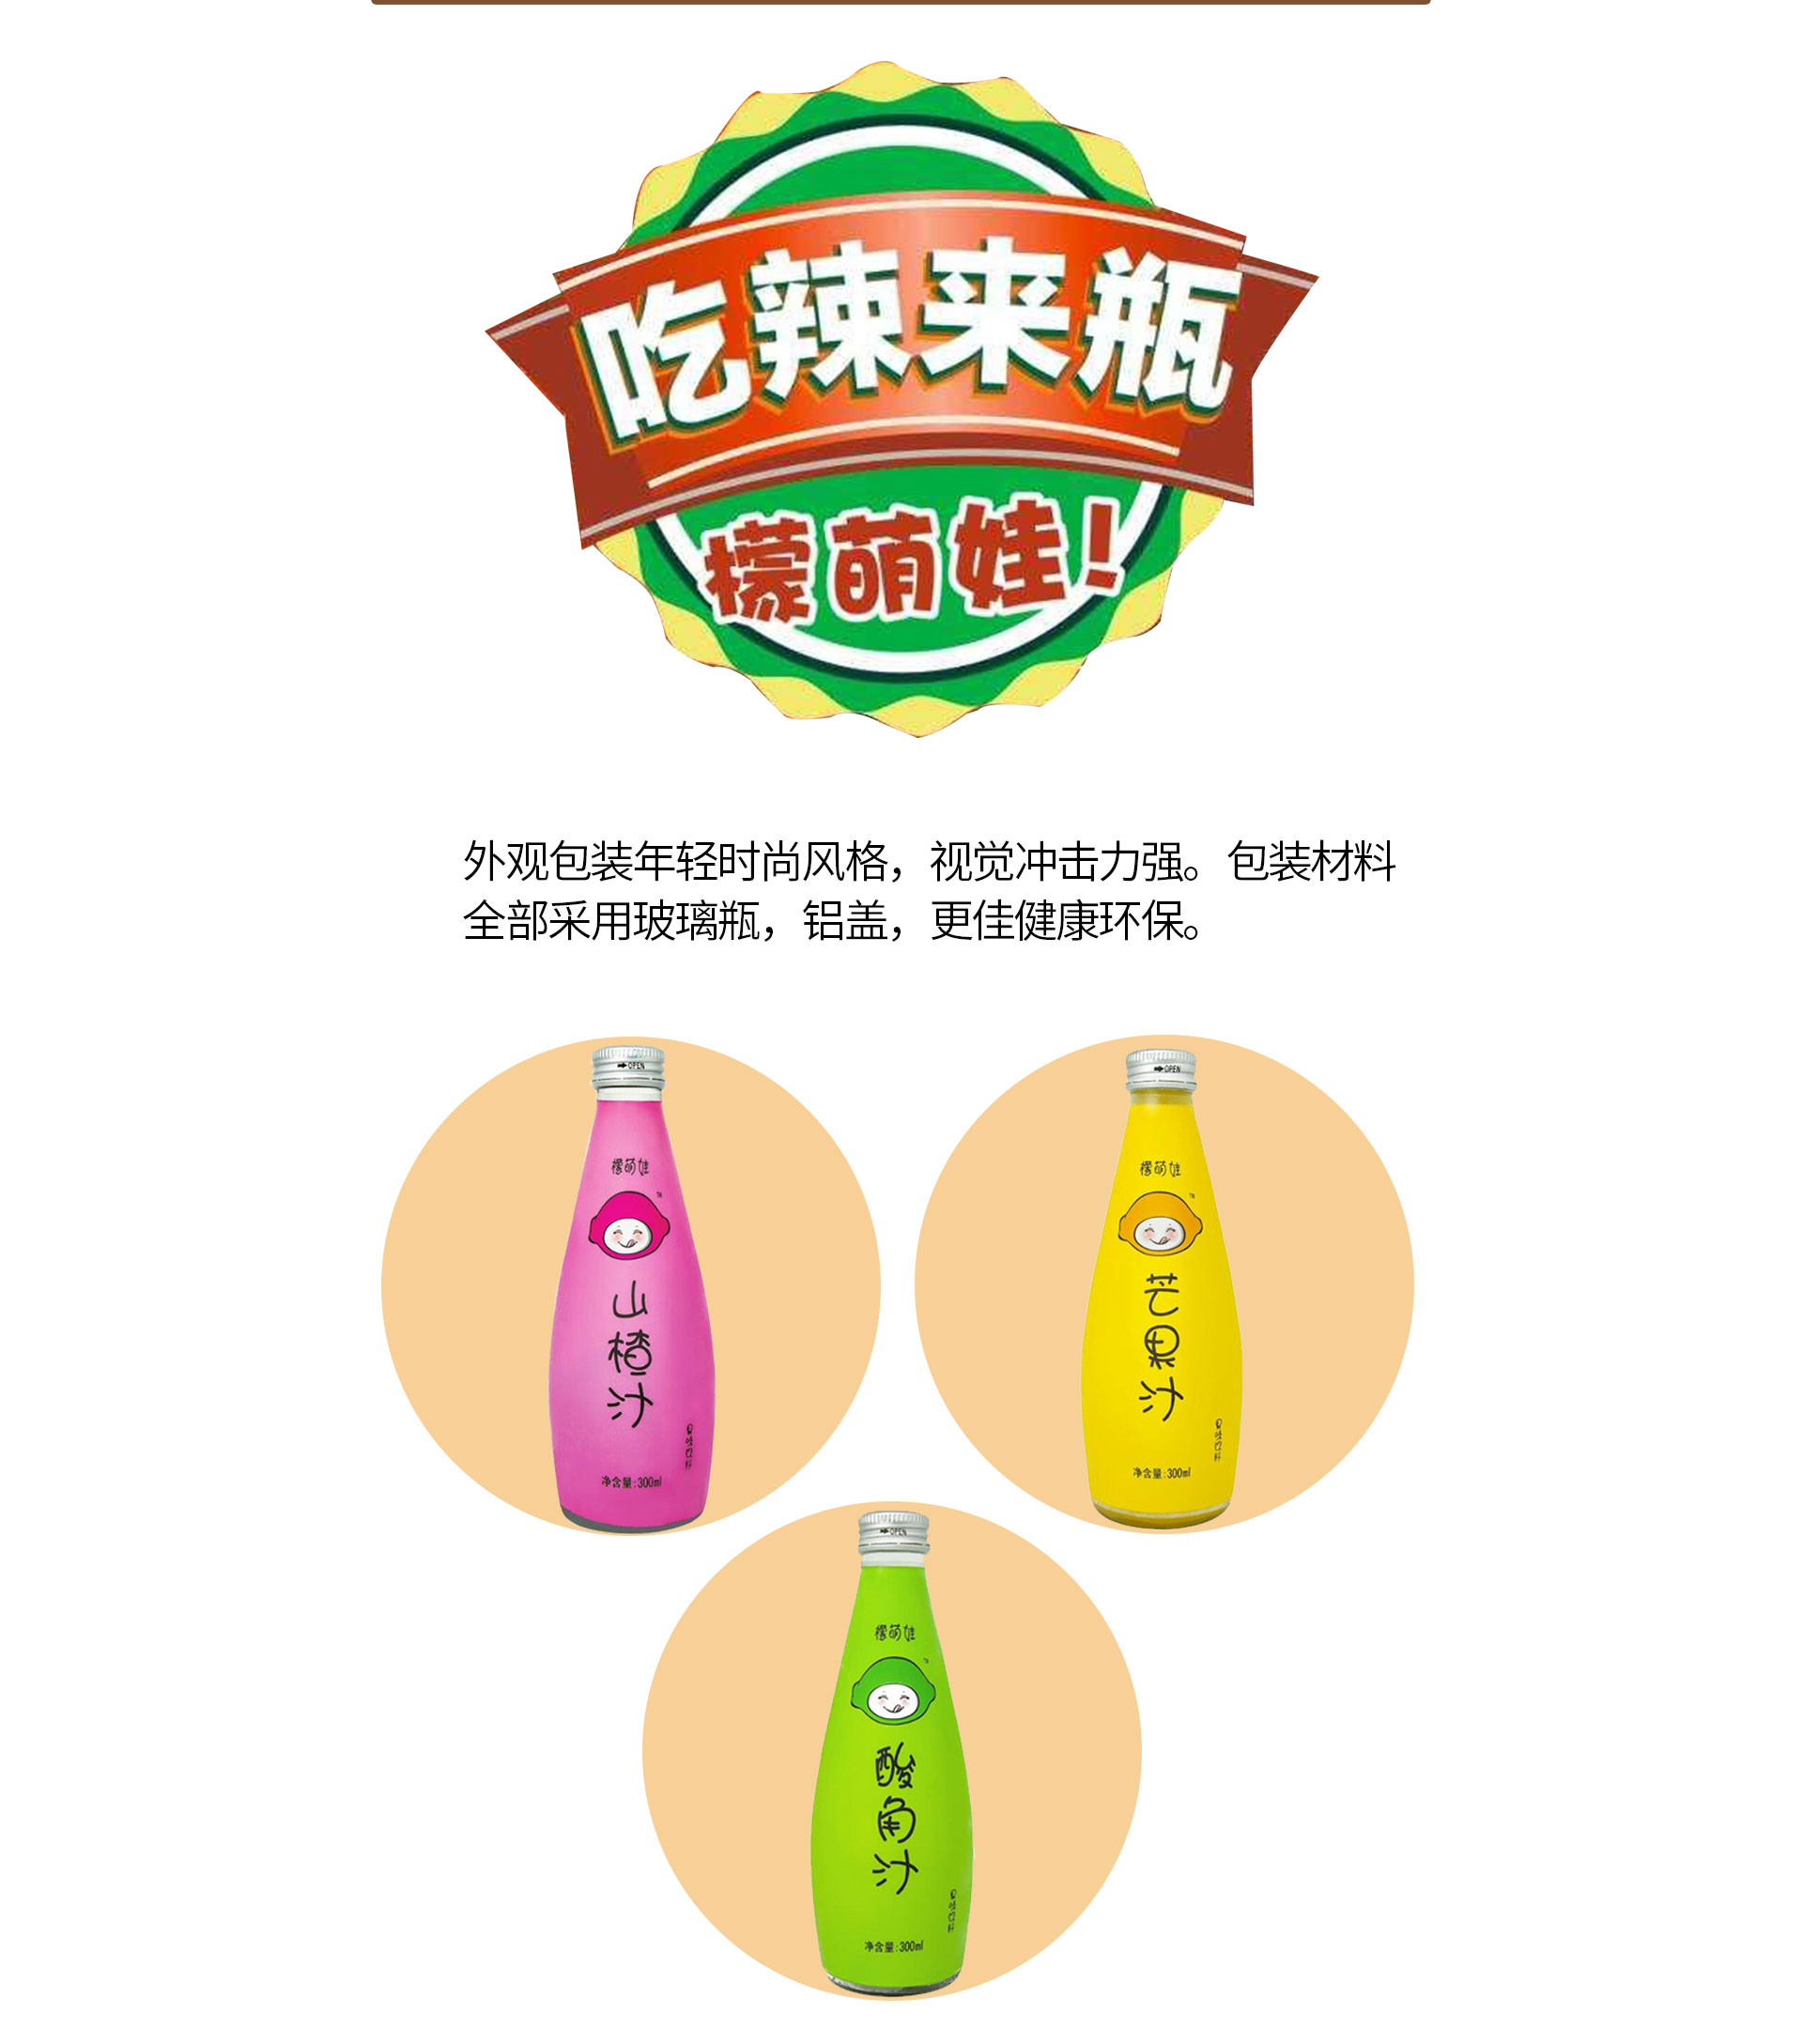 吃辣来瓶
檬萌娃!
外观包装年轻时尚风格，视觉冲击力强。包装材料
全部采用玻璃瓶，铝盖，更佳健康环保。
➡OPEN
檬萌娃
TM
山楂汁
果味饮料
净含量:300ml
➡OPEN
檬萌娃
TM
芒果汁
果味饮料
净含量:300ml
➡OPEN
檬萌娃
TM
酸角汁
果味饮料
净含量:300ml